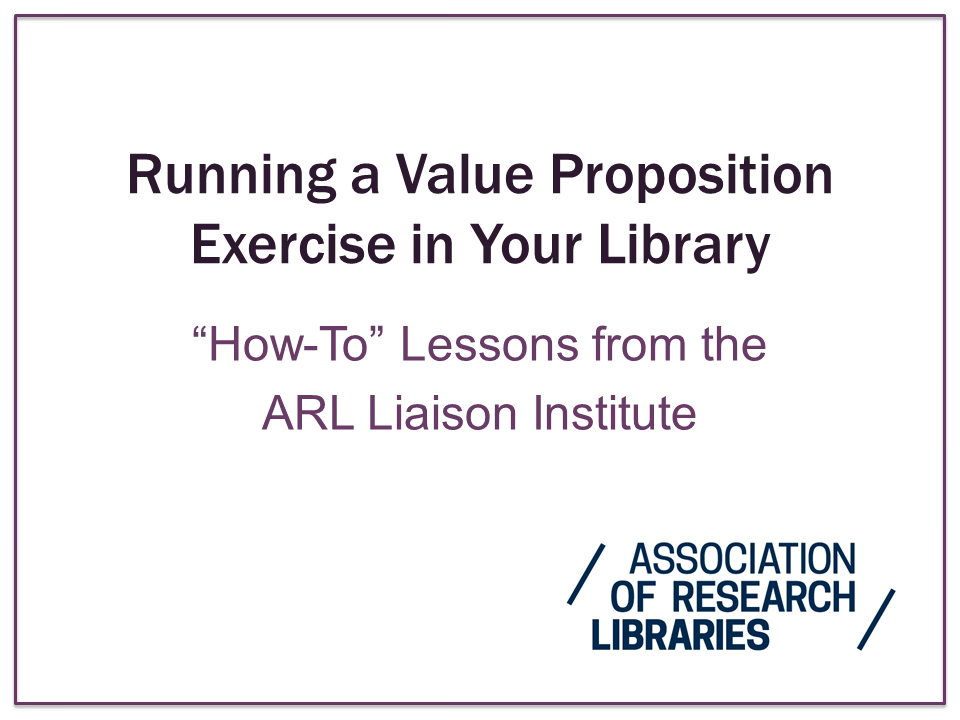 Running a Value Proposition
Exercise in Your Library
“How-To” Lessons from the
ARL Liaison Institute
ASSOCIATION
OF RESEARCH
LIBRARIES